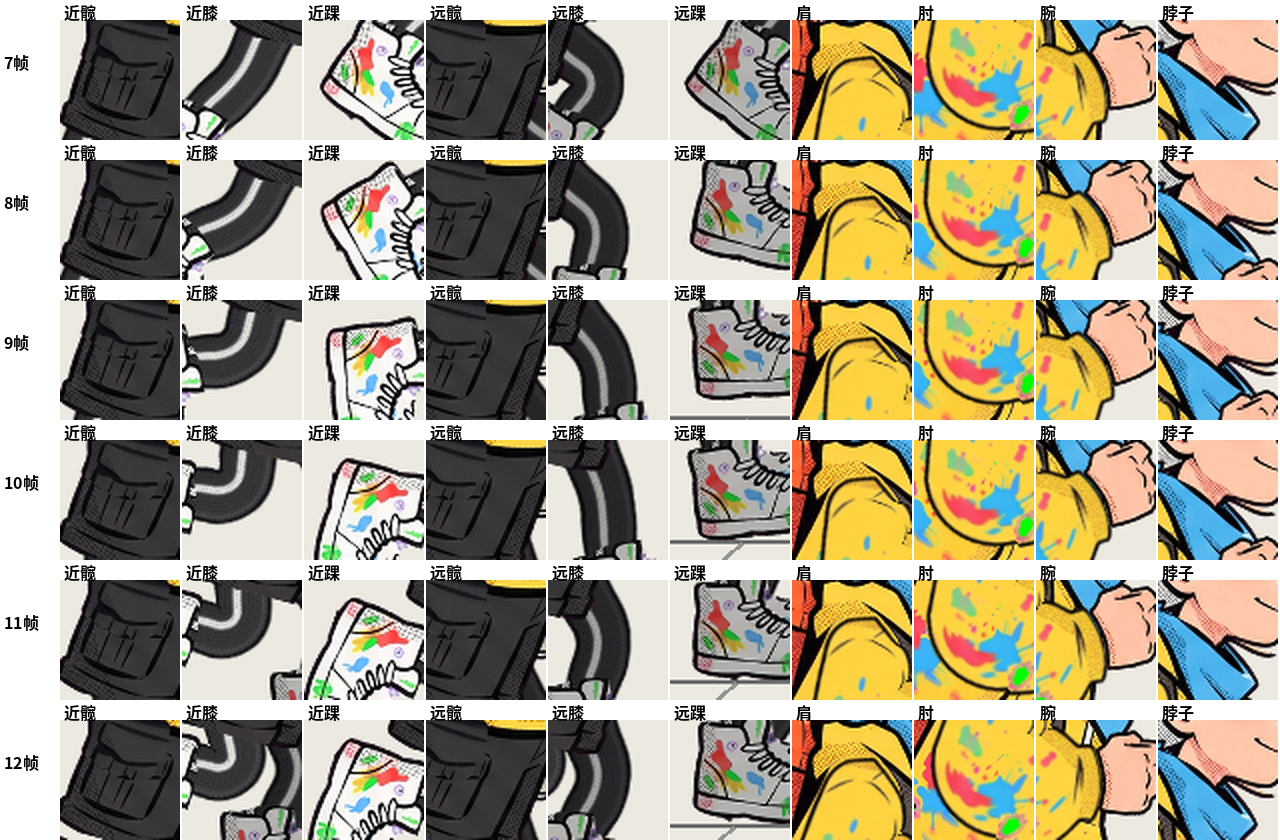 近髋 近膝 近踝 远髋 远膝 远踝 肩 肘 腕 脖子
7帧
近髋 近膝 近踝 远髋 远膝 远踝 肩 肘 腕 脖子
8帧
近髋 近膝 近踝 远髋 远膝 远踝 肩 肘 腕 脖子
9帧
近髋 近膝 近踝 远髋 远膝 远踝 肩 肘 腕 脖子
10帧
近髋 近膝 近踝 远髋 远膝 远踝 肩 肘 腕 脖子
11帧
近髋 近膝 近踝 远髋 远膝 远踝 肩 肘 腕 脖子
12帧